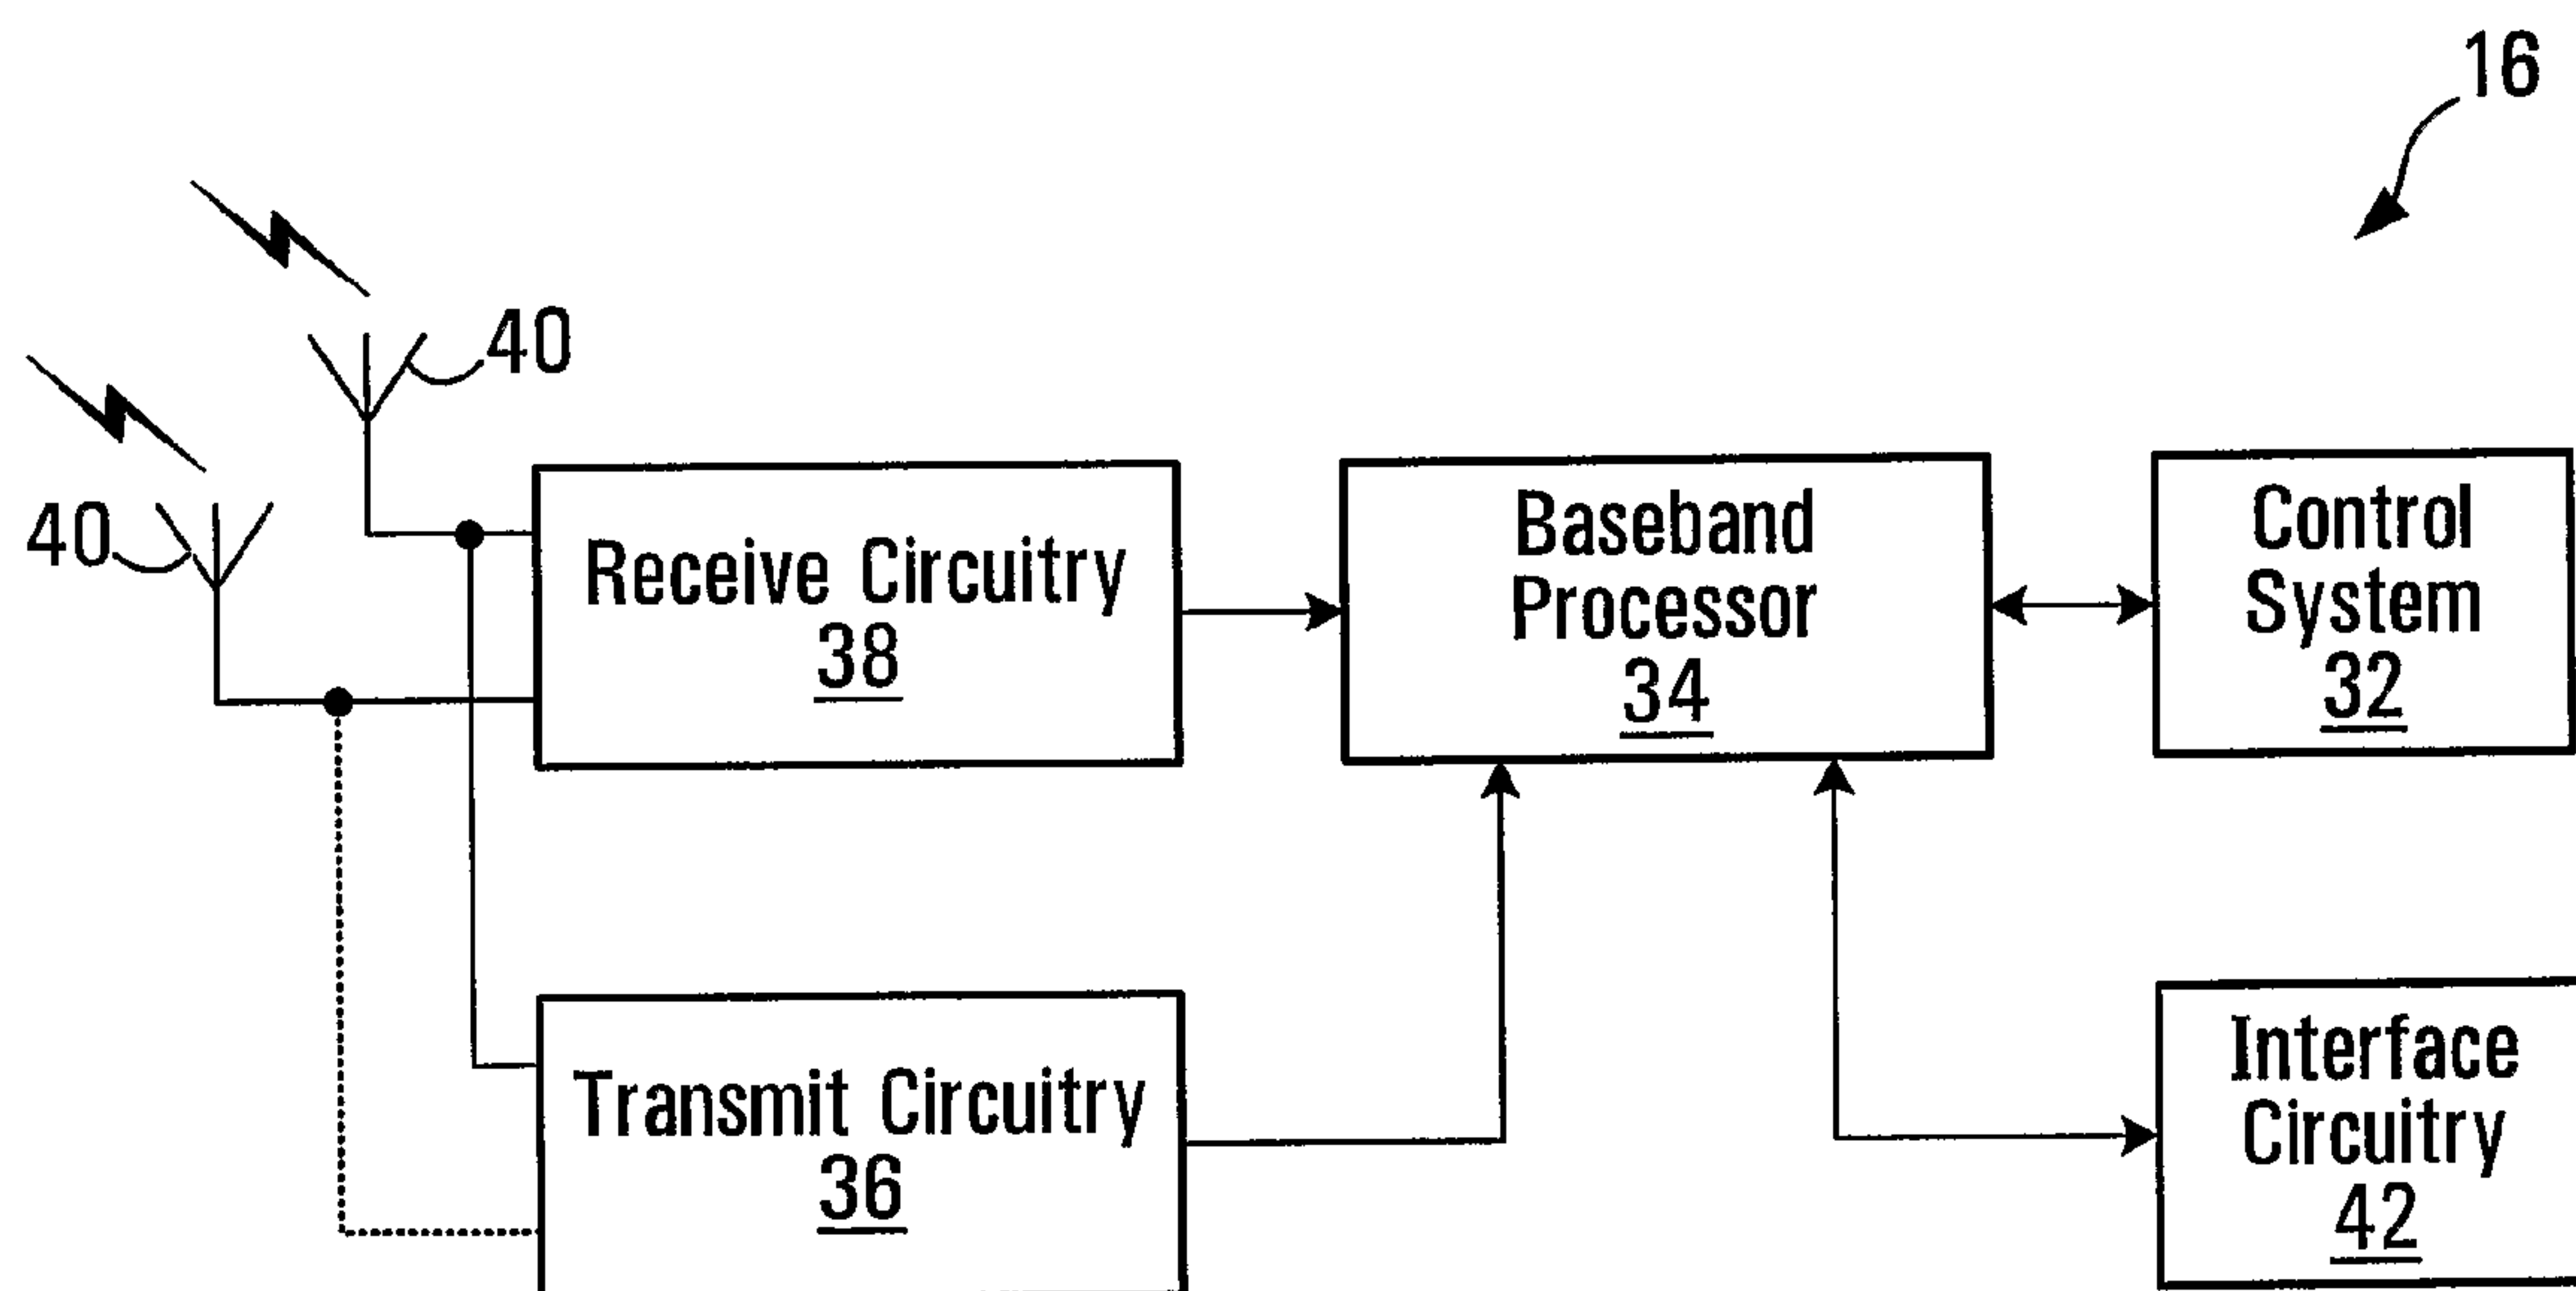 16
40
40
Receive Circuitry
38
Baseband
Processor
34
Control
System
32
Transmit Circuitry
36
Interface
Circuitry
42